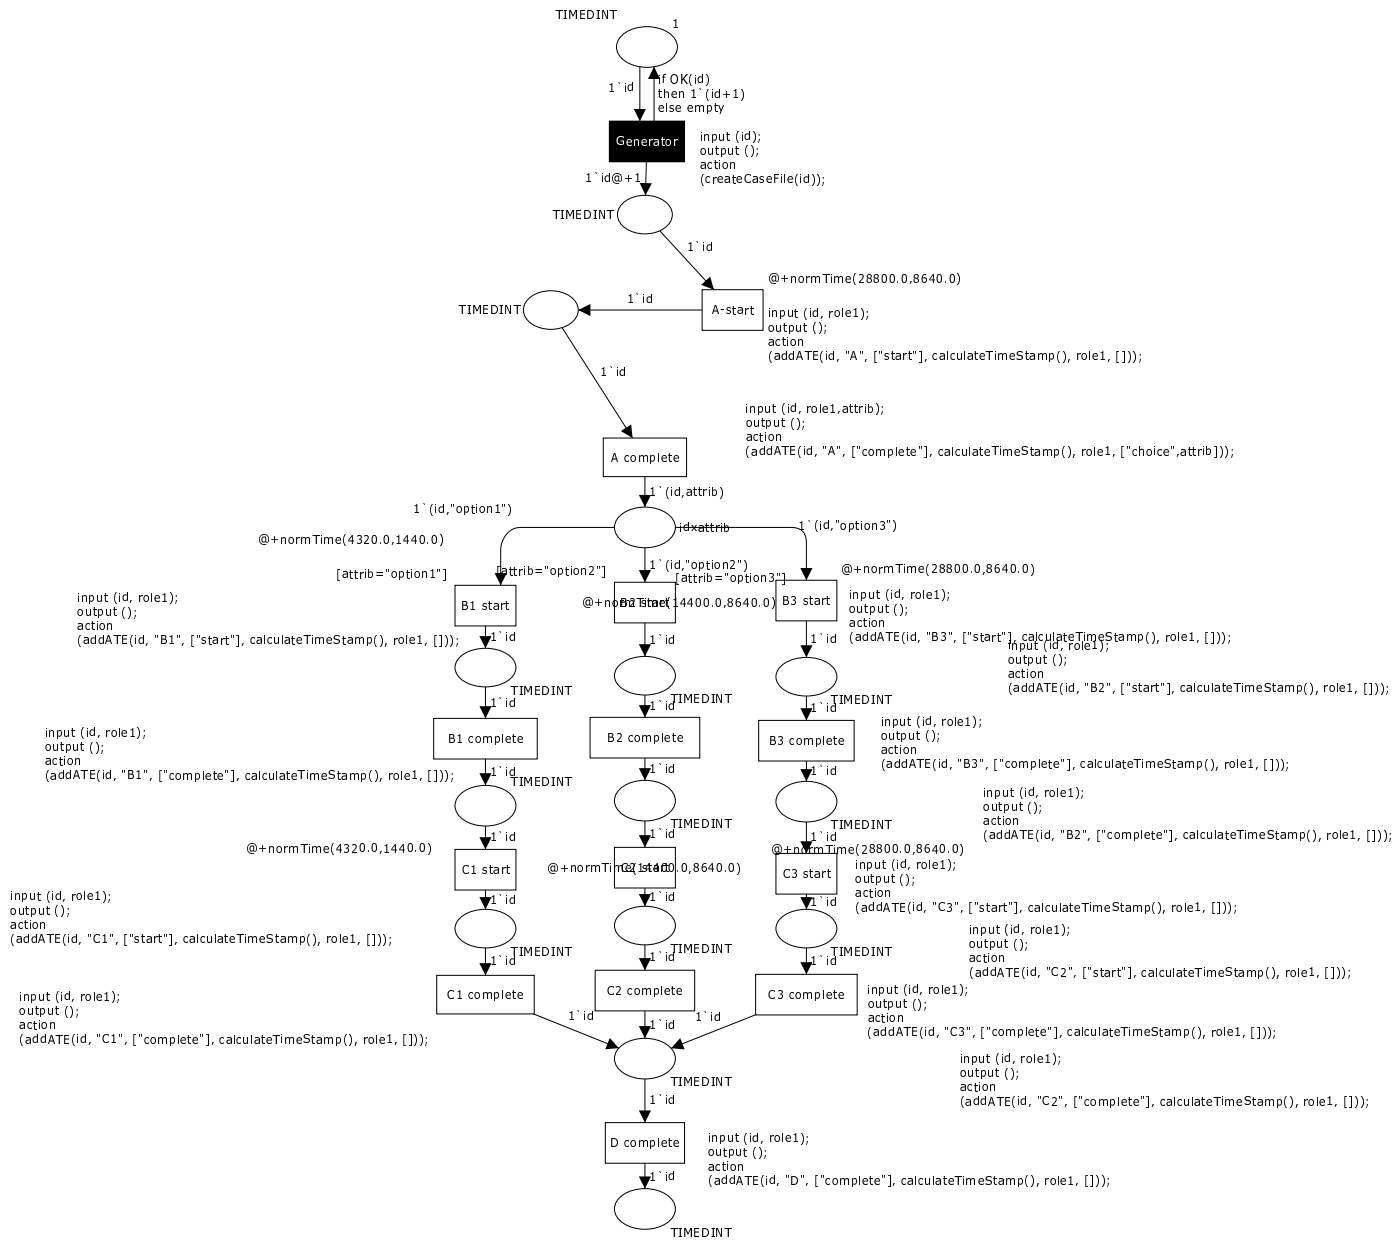 TIMEDINT
1
1`id
if OK(id)
then 1`(id+1)
else empty
Generator
input (id);
output ();
action
(createCaseFile(id));
1`id@+1
TIMEDINT
1`id
@+normTime(28800.0,8640.0)
TIMEDINT
1`id
A-start
input (id, role1);
output ();
action
(addATE(id, "A", ["start"], calculateTimeStamp(), role1, []));
1`id
input (id, role1,attrib);
output ();
action
(addATE(id, "A", ["complete"], calculateTimeStamp(), role1, ["choice",attrib]));
A complete
1`(id,attrib)
1`(id,"option1")
idxattrib
1`(id,"option3")
@+normTime(4320.0,1440.0)
1`(id,"option2")
@+normTime(28800.0,8640.0)
[attrib="option1"]
[attrib="option2"]
[attrib="option3"]
input (id, role1);
output ();
action
(addATE(id, "B1", ["start"], calculateTimeStamp(), role1, []));
B1 start
B2 start
@+normTime(14400.0,8640.0)
B3 start
input (id, role1);
output ();
action
(addATE(id, "B3", ["start"], calculateTimeStamp(), role1, []));
1`id
1`id
1`id
input (id, role1);
output ();
action
(addATE(id, "B2", ["start"], calculateTimeStamp(), role1, []));
TIMEDINT
TIMEDINT
TIMEDINT
1`id
1`id
1`id
input (id, role1);
output ();
action
(addATE(id, "B1", ["complete"], calculateTimeStamp(), role1, []));
B1 complete
B2 complete
B3 complete
input (id, role1);
output ();
action
(addATE(id, "B3", ["complete"], calculateTimeStamp(), role1, []));
1`id
1`id
1`id
TIMEDINT
TIMEDINT
TIMEDINT
input (id, role1);
output ();
action
(addATE(id, "B2", ["complete"], calculateTimeStamp(), role1, []));
1`id
1`id
1`id
@+normTime(4320.0,1440.0)
@+normTime(28800.0,8640.0)
C1 start
C2 start
@+normTime(14400.0,8640.0)
C3 start
input (id, role1);
output ();
action
(addATE(id, "C3", ["start"], calculateTimeStamp(), role1, []));
input (id, role1);
output ();
action
(addATE(id, "C1", ["start"], calculateTimeStamp(), role1, []));
1`id
1`id
1`id
TIMEDINT
TIMEDINT
TIMEDINT
input (id, role1);
output ();
action
(addATE(id, "C2", ["start"], calculateTimeStamp(), role1, []));
1`id
1`id
1`id
C1 complete
C2 complete
C3 complete
input (id, role1);
output ();
action
(addATE(id, "C1", ["complete"], calculateTimeStamp(), role1, []));
input (id, role1);
output ();
action
(addATE(id, "C3", ["complete"], calculateTimeStamp(), role1, []));
1`id
1`id
1`id
TIMEDINT
input (id, role1);
output ();
action
(addATE(id, "C2", ["complete"], calculateTimeStamp(), role1, []));
1`id
D complete
input (id, role1);
output ();
action
(addATE(id, "D", ["complete"], calculateTimeStamp(), role1, []));
1`id
TIMEDINT